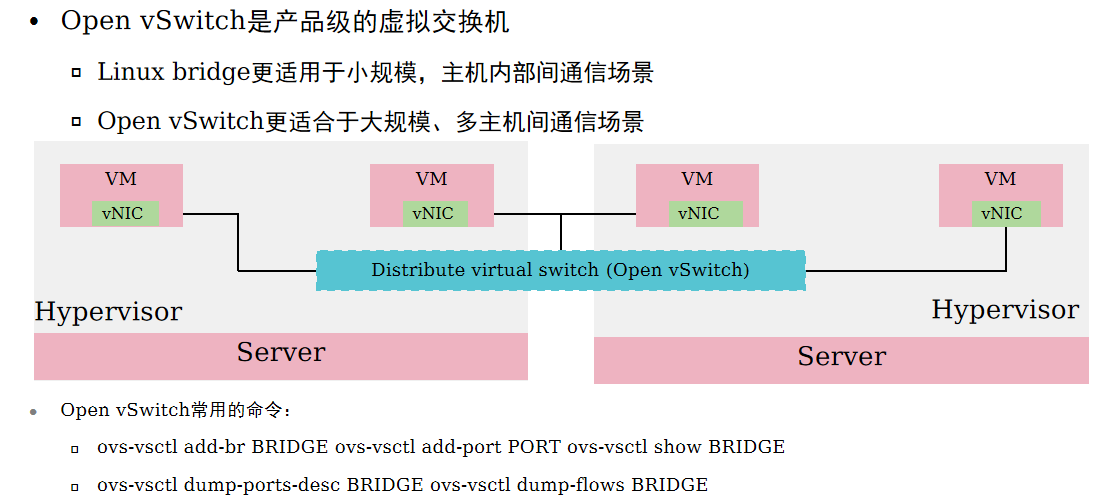 Open vSwitch是产品级的虚拟交换机
Linux bridge更适用于小规模，主机内部间通信场景
Open vSwitch更适合于大规模、多主机间通信场景
VM VM VM VM
vNIC vNIC vNIC vNIC
Distribute virtual switch (Open vSwitch)
Hypervisor Hypervisor
Server Server
Open vSwitch常用的命令：
ovs-vsctl add-br BRIDGE ovs-vsctl add-port PORT ovs-vsctl show BRIDGE
ovs-vsctl dump-ports-desc BRIDGE ovs-vsctl dump-flows BRIDGE